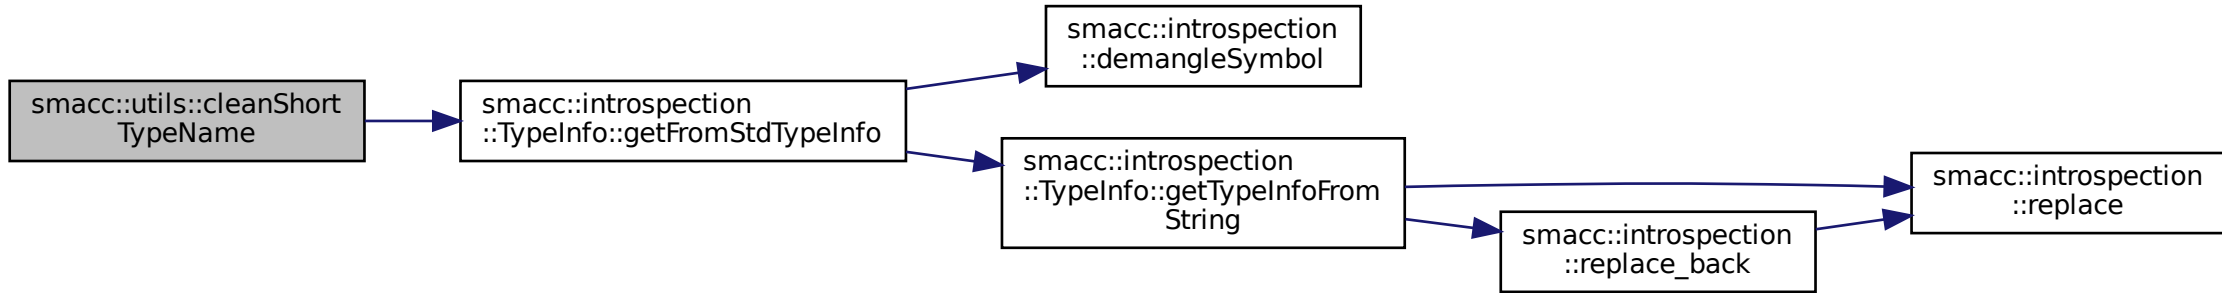 smacc::utils::cleanShort
TypeName
smacc::introspection
::TypeInfo::getFromStdTypeInfo
smacc::introspection
::demangleSymbol
smacc::introspection
::TypeInfo::getTypeInfoFrom
String
smacc::introspection
::replace_back
smacc::introspection
::replace